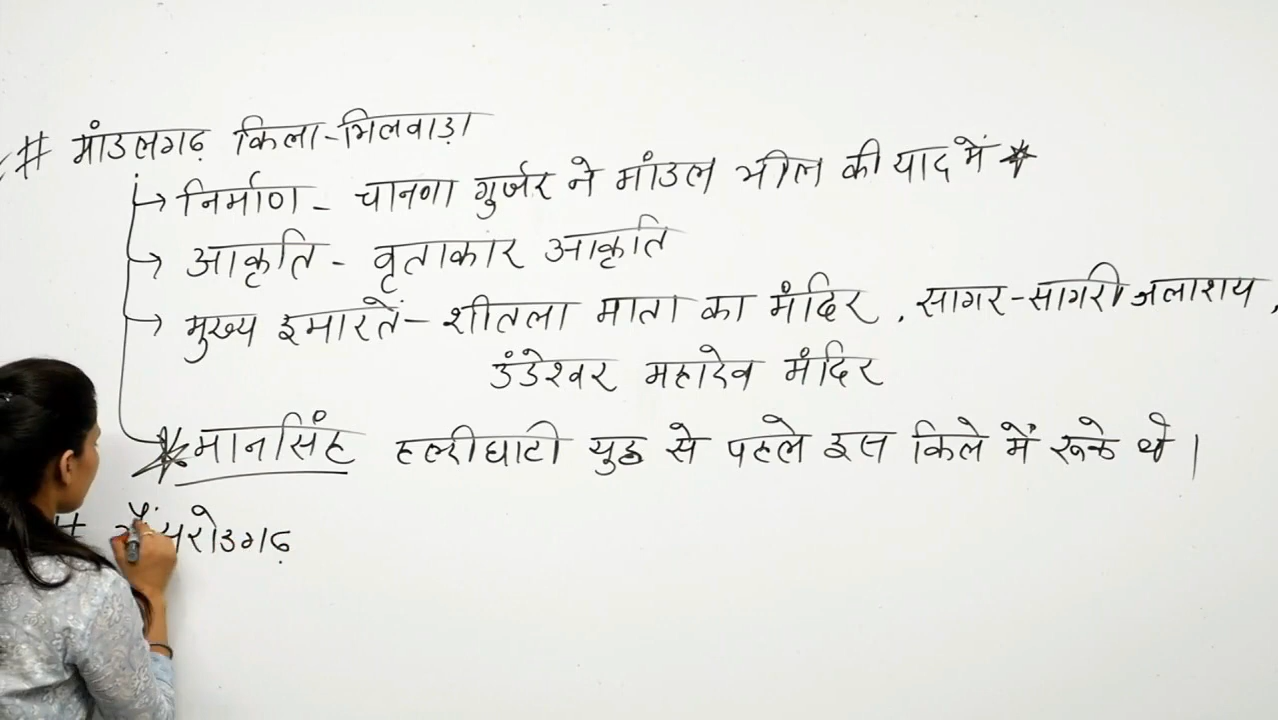 # मांडलगढ़ किला-भिलवाड़ा
→ निर्माण - चानणा गुर्जर ने मांडल भील की याद में *
→ आकृति - वृताकार आकृति
→ मुख्य इमारतें - शीतला माता का मंदिर, सागर-सागरी जलाशय,
उंडेश्वर महादेव मंदिर
* मानसिंह हल्दीघाटी युद्ध से पहले इस किले में रूके थे।
#